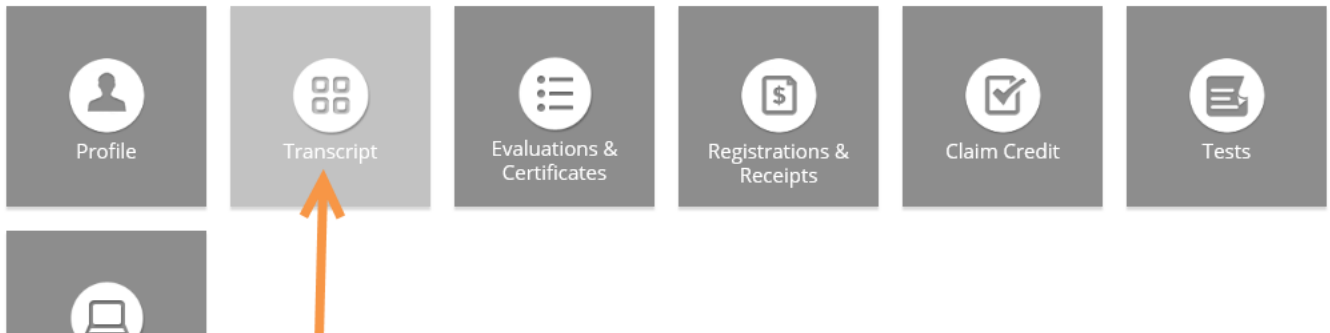 Profile
Transcript
Evaluations &
Certificates
Registrations &
Receipts
Claim Credit
Tests